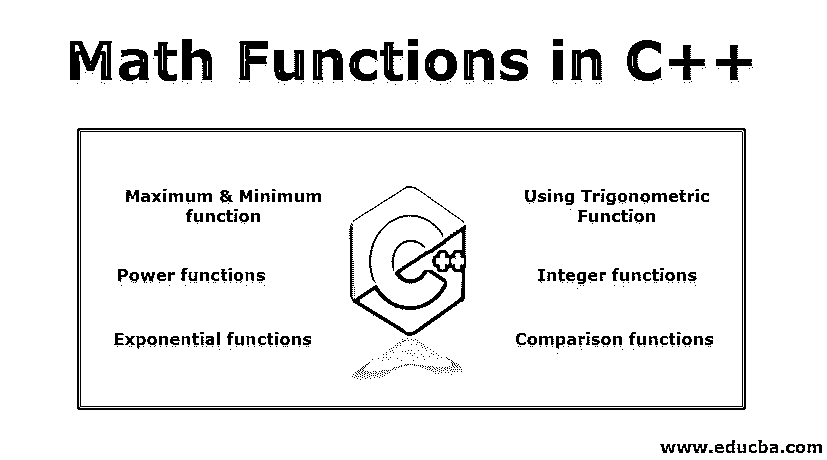 Math Functions in C++
Maximum & Minimum
function
Power functions
Exponential functions
C++
Using Trigonometric
Function
Integer functions
Comparison functions
www.educba.com